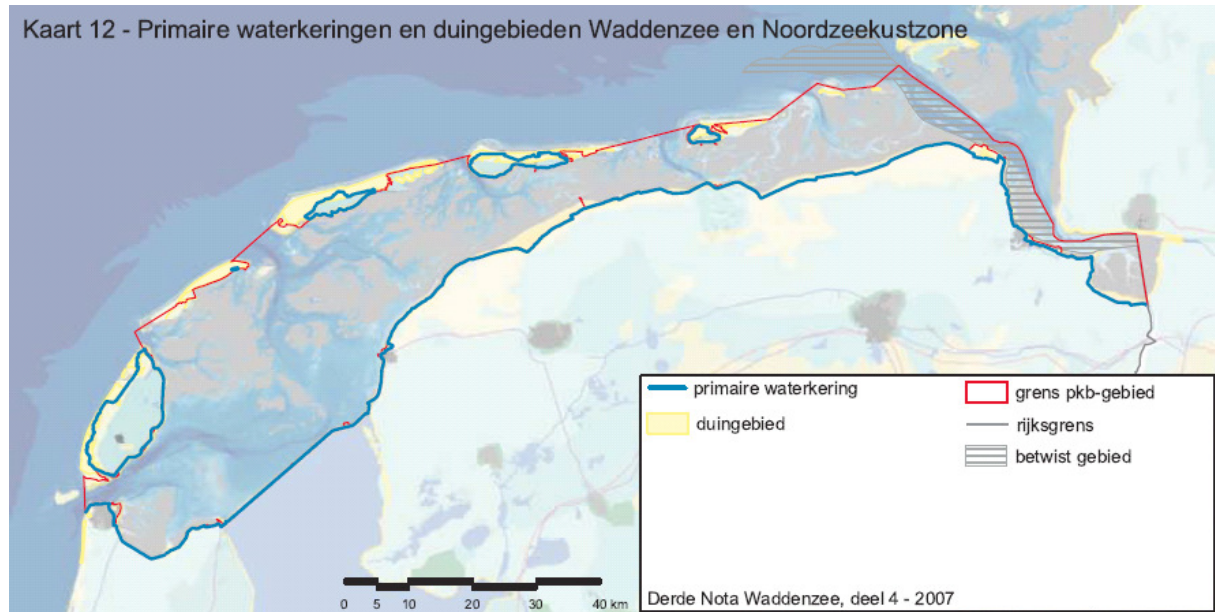 Kaart 12 - Primaire waterkeringen en duingebieden Waddenzee en Noordzeekustzone
primaire waterkering
duingebied
grens pkb-gebied
rijksgrens
betwist gebied
0 5 10 20 30 40 km
Derde Nota Waddenzee, deel 4 - 2007